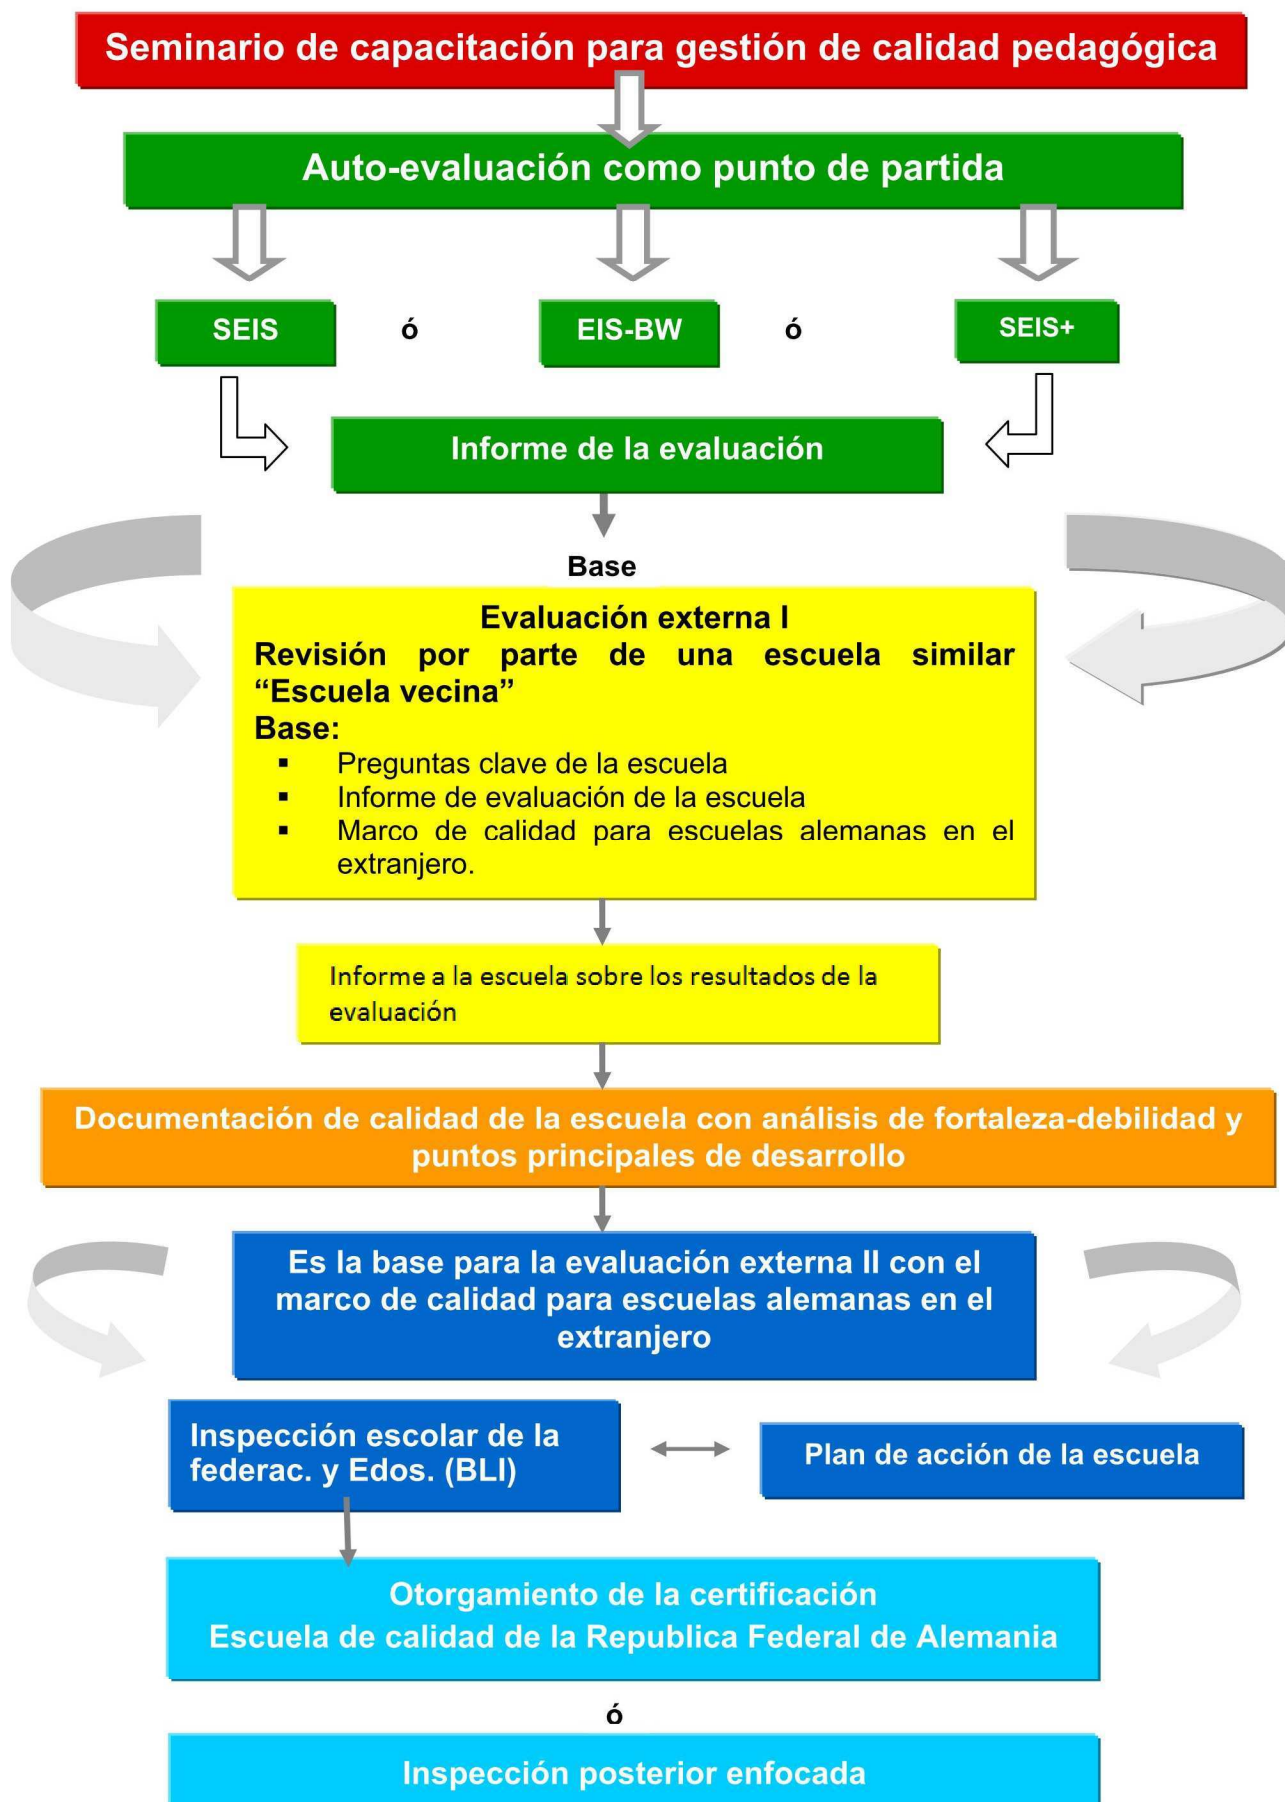 Seminario de capacitación para gestión de calidad pedagógica
Auto-evaluación como punto de partida
SEIS ó EIS-BW ó SEIS+
Informe de la evaluación
Base
Evaluación externa I
Revisión por parte de una escuela similar
“Escuela vecina”
Base:
▪ Preguntas clave de la escuela
▪ Informe de evaluación de la escuela
▪ Marco de calidad para escuelas alemanas en el
extranjero.
Informe a la escuela sobre los resultados de la
evaluación
Documentación de calidad de la escuela con análisis de fortaleza-debilidad y
puntos principales de desarrollo
Es la base para la evaluación externa II con el
marco de calidad para escuelas alemanas en el
extranjero
Inspección escolar de la
federac. y Edos. (BLI)
Plan de acción de la escuela
Otorgamiento de la certificación
Escuela de calidad de la Republica Federal de Alemania
ó
Inspección posterior enfocada